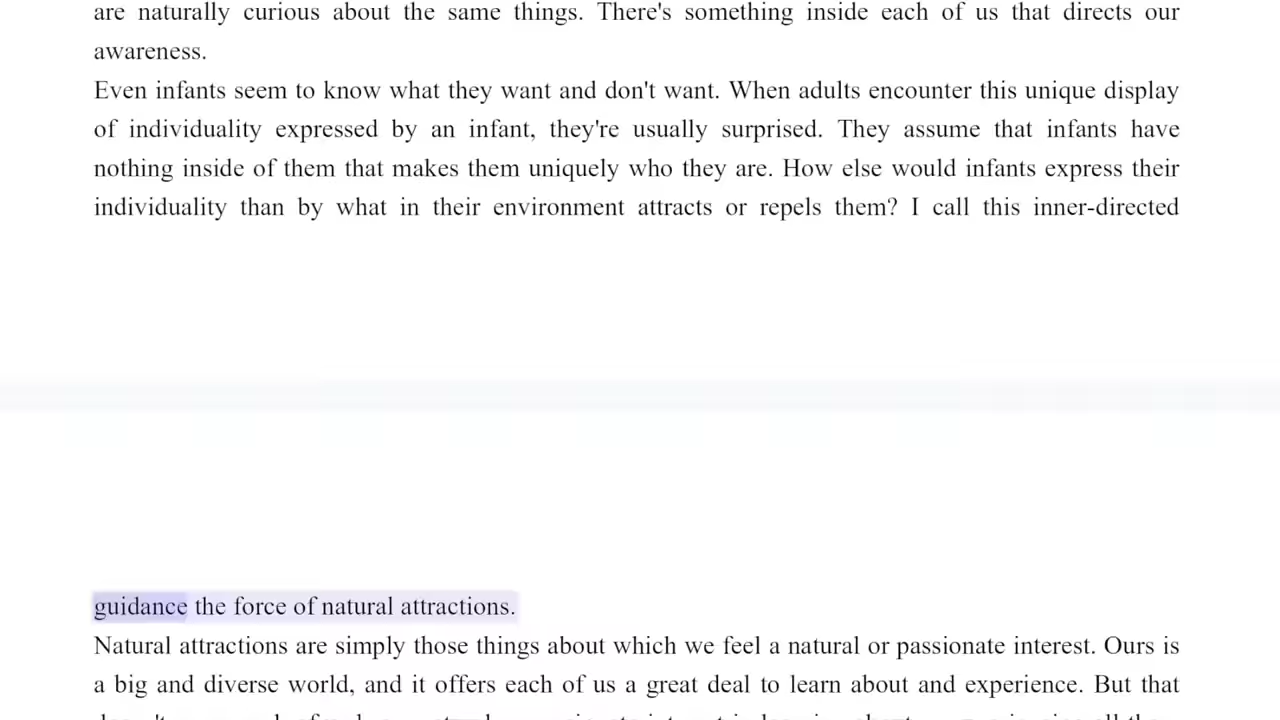 are naturally curious about the same things. There's something inside each of us that directs our
awareness.
Even infants seem to know what they want and don't want. When adults encounter this unique display
of individuality expressed by an infant, they're usually surprised. They assume that infants have
nothing inside of them that makes them uniquely who they are. How else would infants express their
individuality than by what in their environment attracts or repels them? I call this inner-directed
guidance the force of natural attractions.
Natural attractions are simply those things about which we feel a natural or passionate interest. Ours is
a big and diverse world, and it offers each of us a great deal to learn about and experience. But that